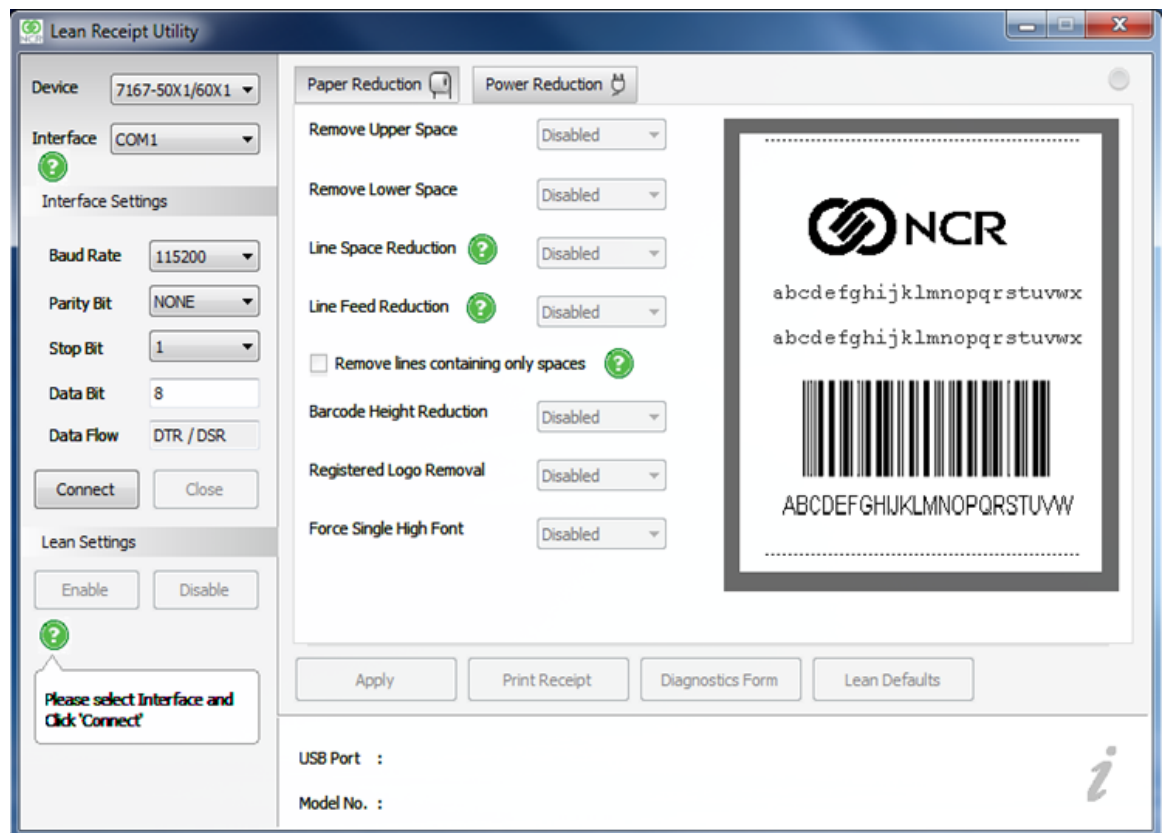 NCR
Lean Receipt Utility
Device
7167-50X1/60X1
Interface
COM1
?
Interface Settings
Baud Rate
115200
Parity Bit
NONE
Stop Bit
1
Data Bit
8
Data Flow
DTR / DSR
Connect
Close
Lean Settings
Enable
Disable
?
Please select Interface and
Click 'Connect'
Paper Reduction
Power Reduction
Remove Upper Space
Disabled
Remove Lower Space
Disabled
Line Space Reduction
?
Disabled
Line Feed Reduction
?
Disabled
Remove lines containing only spaces
?
Barcode Height Reduction
Disabled
Registered Logo Removal
Disabled
Force Single High Font
Disabled
NCR
abcdefghijklmnopqrstuvwx
abcdefghijklmnopqrstuvwx
ABCDEFGHIJKLMNOPQRSTUVW
Apply
Print Receipt
Diagnostics Form
Lean Defaults
USB Port :
Model No. :
i